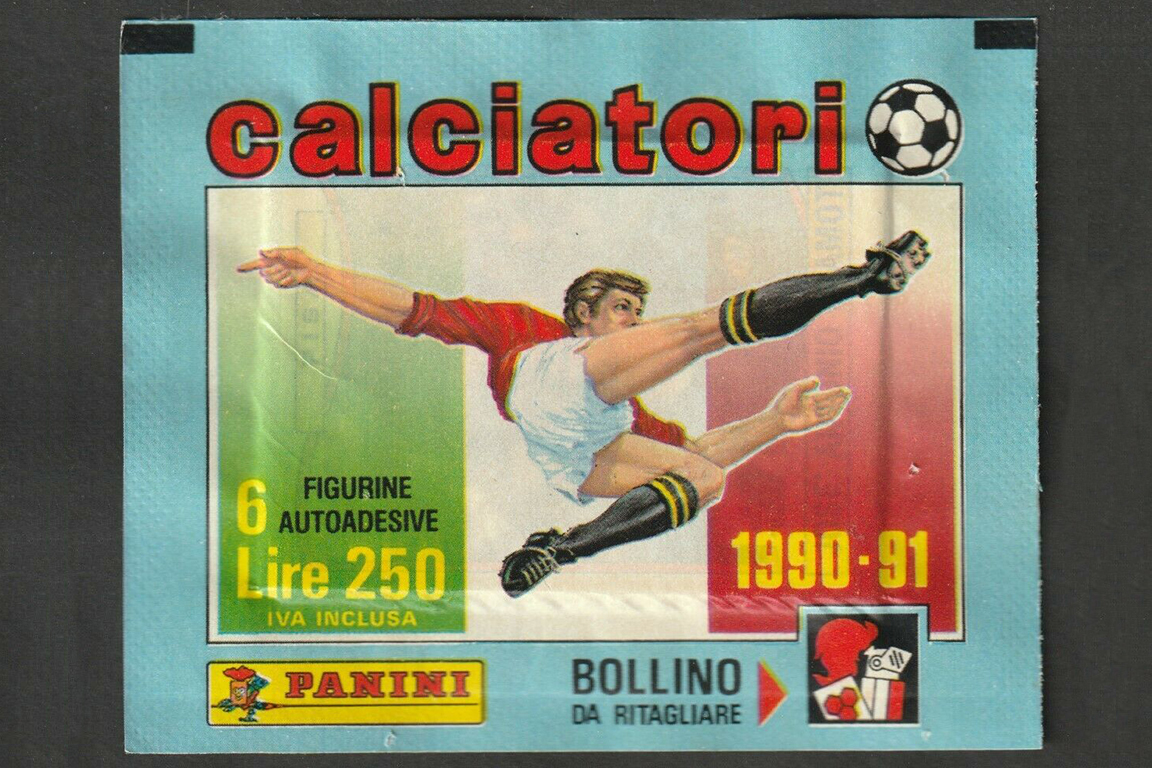 calciatori
6 FIGURINE
AUTOADESIVE
Lire 250
IVA INCLUSA
1990-91
PANINI
BOLLINO
DA RITAGLIARE